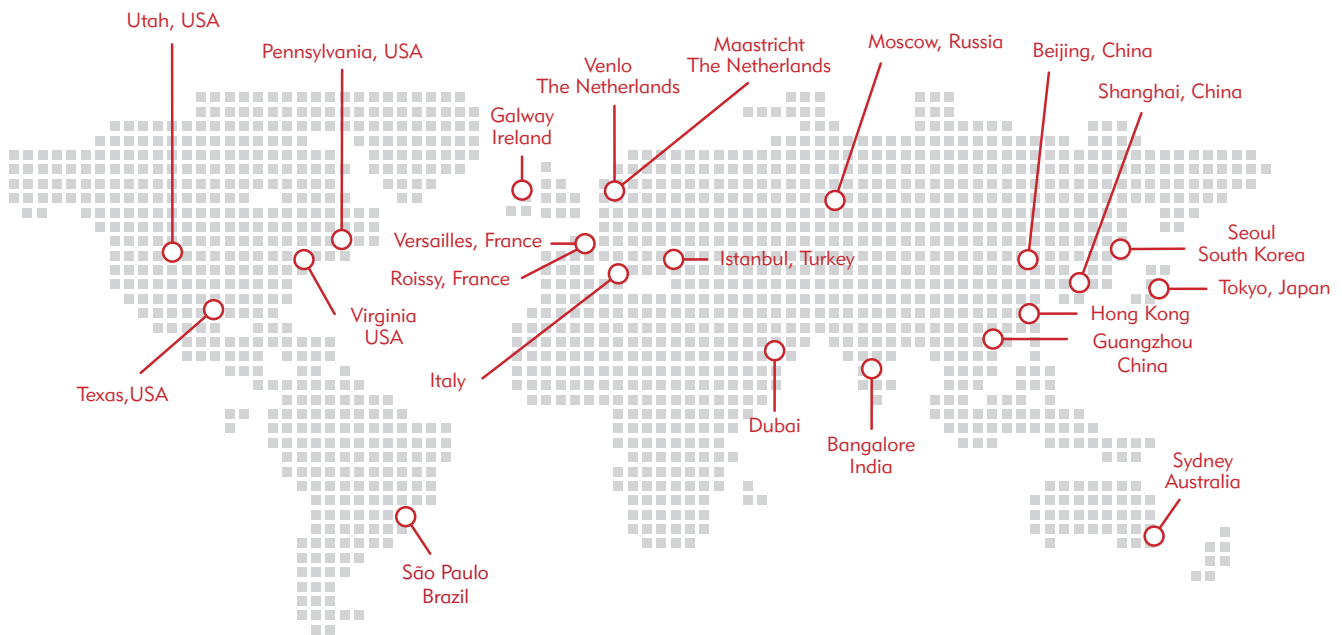 Utah, USA
Pennsylvania, USA
Venlo
The Netherlands
Maastricht
The Netherlands
Moscow, Russia
Beijing, China
Shanghai, China
Galway
Ireland
Versailles, France
Roissy, France
Istanbul, Turkey
Seoul
South Korea
Tokyo, Japan
Hong Kong
Guangzhou
China
Virginia
USA
Texas,USA
Italy
Dubai
Bangalore
India
Sydney
Australia
São Paulo
Brazil